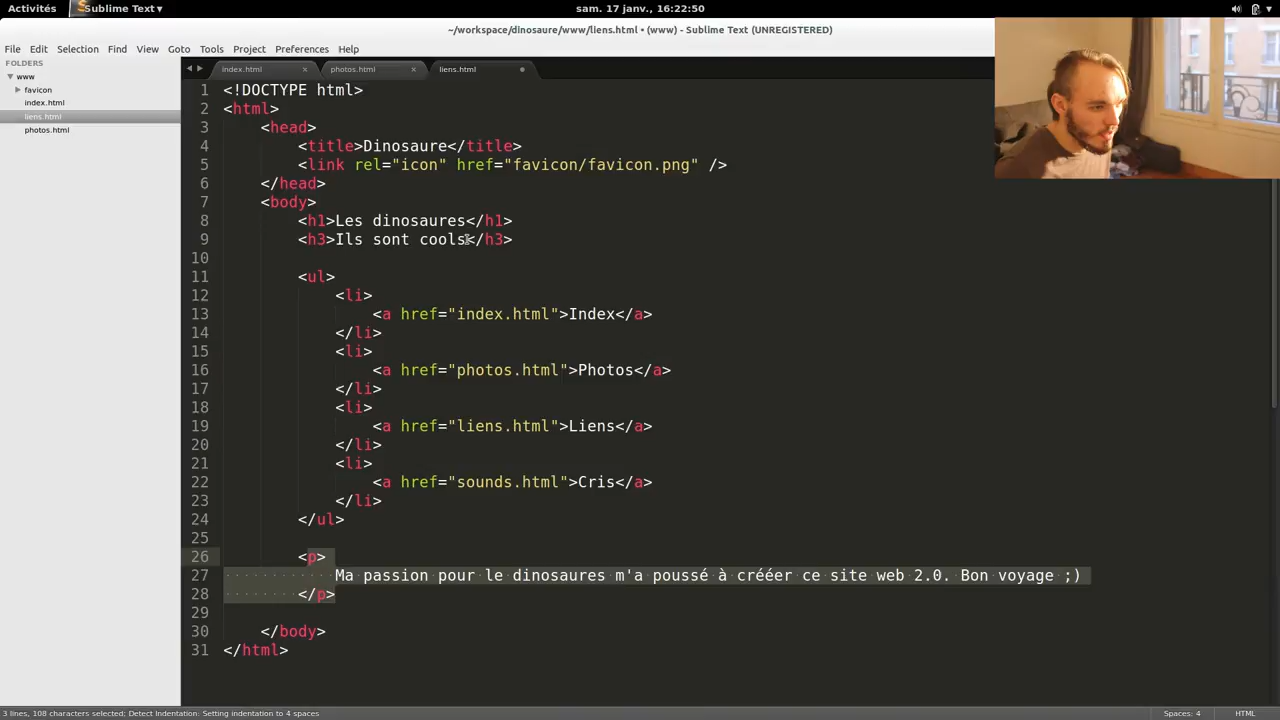 Activités Sublime Text ▾ sam. 17 janv., 16:22:50
~/workspace/dinosaure/www/liens.html • (www) - Sublime Text (UNREGISTERED)
File Edit Selection Find View Goto Tools Project Preferences Help
FOLDERS
www
favicon
index.html
liens.html
photos.html
index.html × photos.html × liens.html •
1 <!DOCTYPE html>
2 <html>
3 <head>
4 <title>Dinosaure</title>
5 <link rel="icon" href="favicon/favicon.png" />
6 </head>
7 <body>
8 <h1>Les dinosaures</h1>
9 <h3>Ils sont cools</h3>
10
11 <ul>
12 <li>
13 <a href="index.html">Index</a>
14 </li>
15 <li>
16 <a href="photos.html">Photos</a>
17 </li>
18 <li>
19 <a href="liens.html">Liens</a>
20 </li>
21 <li>
22 <a href="sounds.html">Cris</a>
23 </li>
24 </ul>
25
26 <p>
27 Ma passion pour le dinosaures m'a poussé à crééer ce site web 2.0. Bon voyage ;)
28 </p>
29
30 </body>
31 </html>
3 lines, 108 characters selected; Detect Indentation: Setting indentation to 4 spaces Spaces: 4 HTML